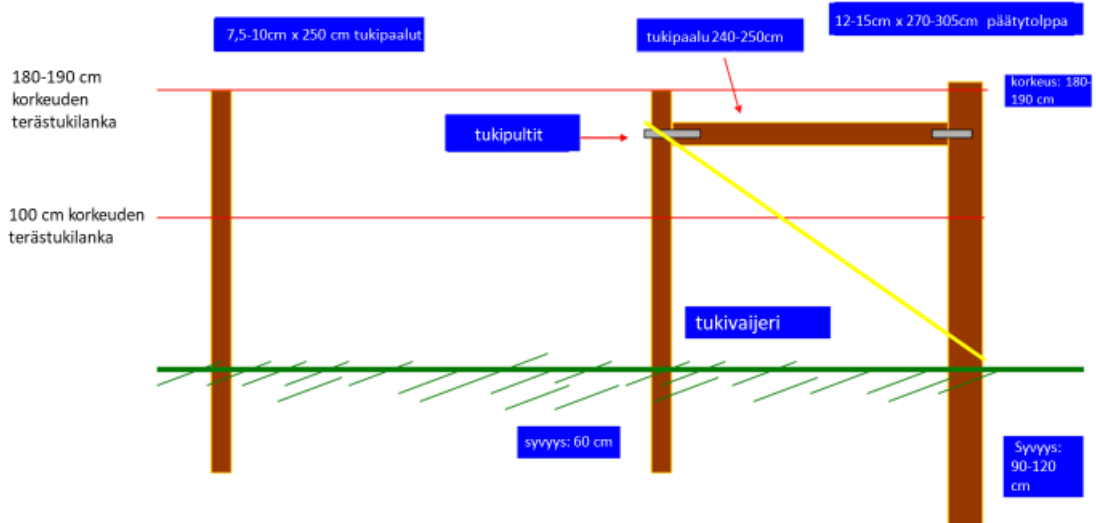 7,5-10cm x 250 cm tukipaalut
tukipaalu 240-250cm
12-15cm x 270-305cm päätytolppa
180-190 cm
korkeuden
terästukilanka
korkeus: 180-
190 cm
tukipultit
100 cm korkeuden
terästukilanka
tukivaijeri
syvyys: 60 cm
Syvyys:
90-120
cm